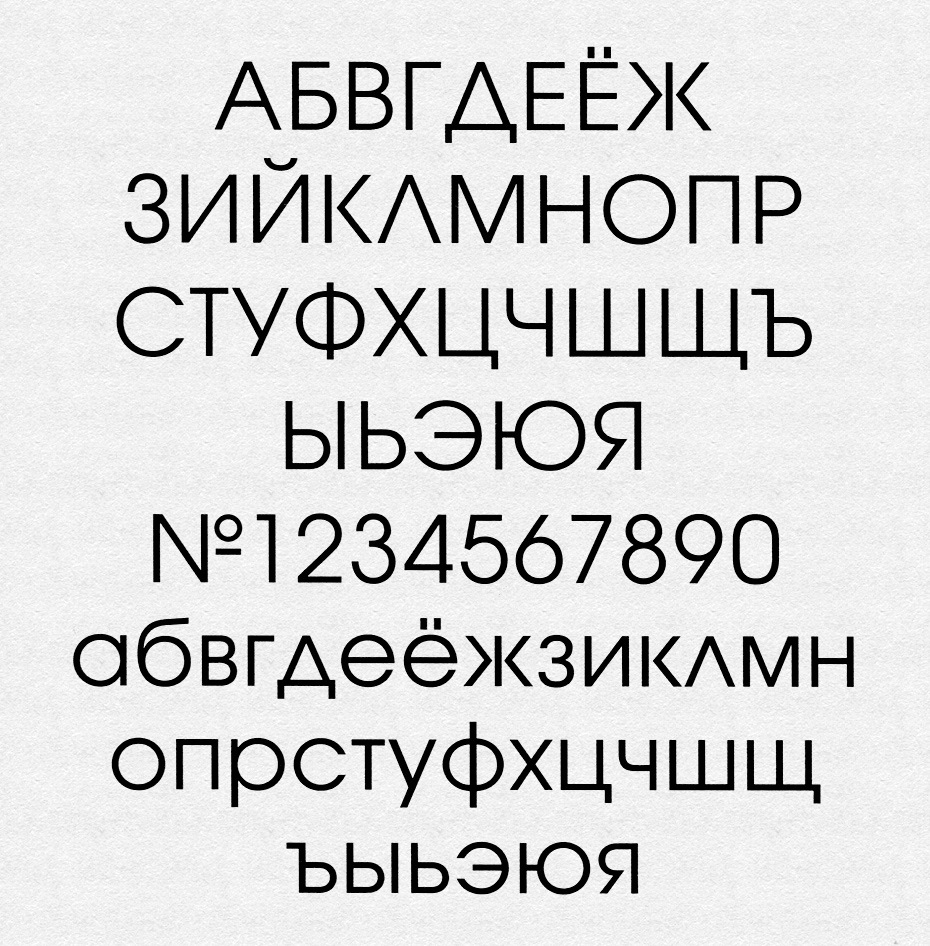 АБВГДЕЁЖ
ЗИЙКЛМНОПР
СТУФХЦЧШЩЪ
ЫЬЭЮЯ
№1234567890
абвгдеёжзиклмн
опрстуфхцчшщ
ъыьэюя